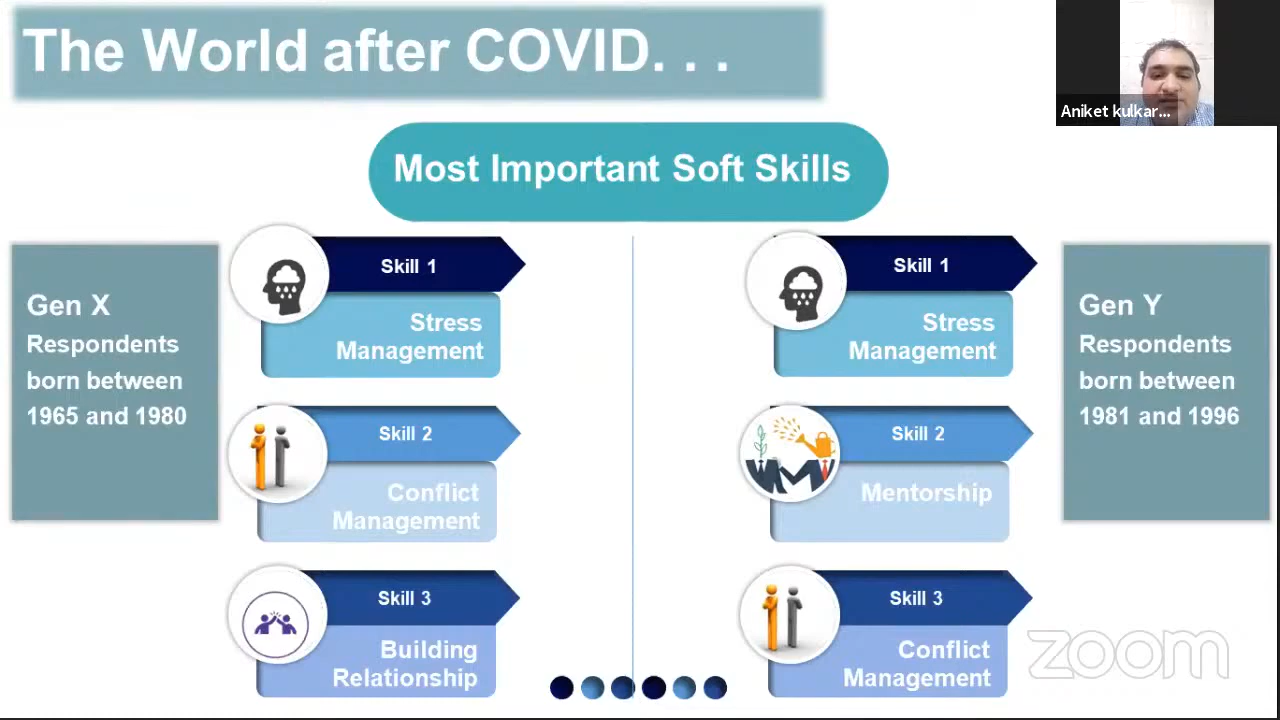 The World after COVID. . .
Aniket kulkar...
Most Important Soft Skills
Gen X
Respondents
born between
1965 and 1980
Skill 1
Stress
Management
Skill 2
Conflict
Management
Skill 3
Building
Relationship
Skill 1
Stress
Management
Skill 2
Mentorship
Skill 3
Conflict
Management
Gen Y
Respondents
born between
1981 and 1996
zoom